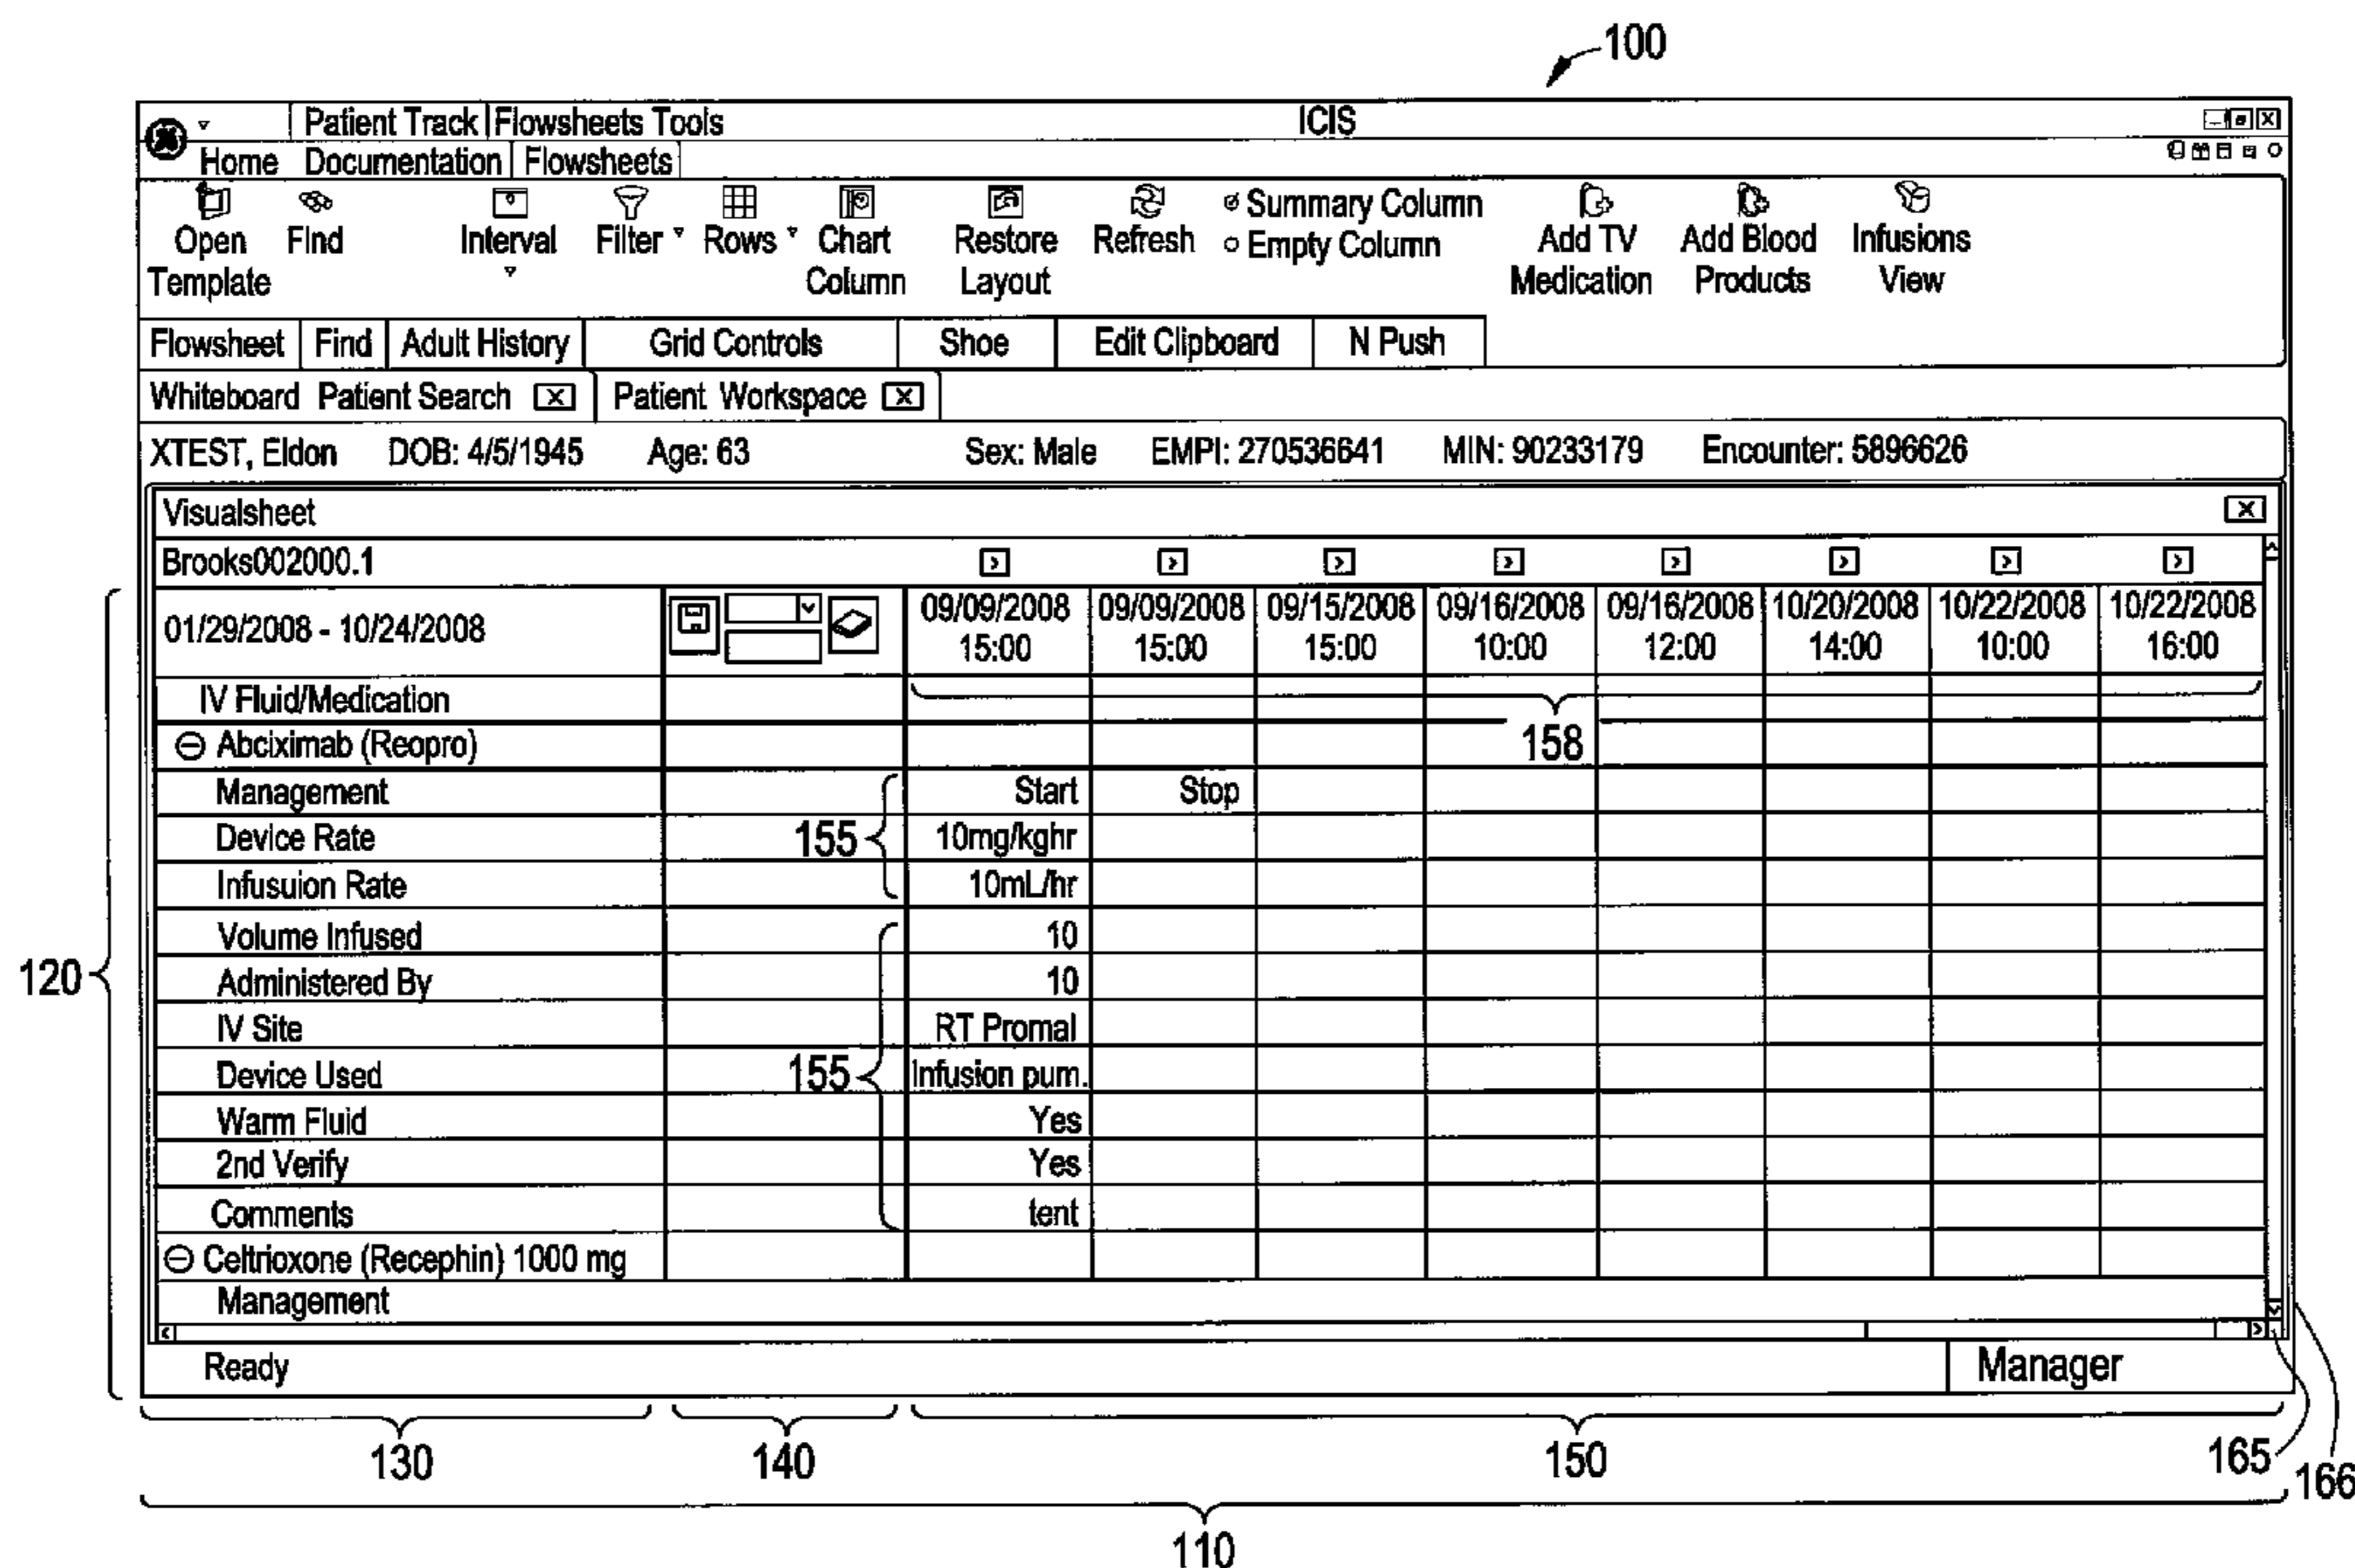 100
Patient Track Flowsheets Tools ICIS
Home Documentation Flowsheets
Open Template Find Interval Filter Rows Chart Column Restore Layout Refresh Summary Column Empty Column Add TV Medication Add Blood Products Infusions View
Flowsheet Find Adult History Grid Controls Shoe Edit Clipboard N Push
Whiteboard Patient Search Patient Workspace
XTEST, Eldon DOB: 4/5/1945 Age: 63 Sex: Male EMPI: 270536641 MIN: 90233179 Encounter: 5896626
Visualsheet
Brooks002000.1
01/29/2008 - 10/24/2008 09/09/2008 15:00 09/09/2008 15:00 09/15/2008 15:00 09/16/2008 10:00 09/16/2008 12:00 10/20/2008 14:00 10/22/2008 10:00 10/22/2008 16:00
IV Fluid/Medication
158
Abciximab (Reopro)
Management Start Stop
Device Rate 155 10mg/kghr
Infusuion Rate 10mL/hr
Volume Infused 10
120
Administered By 10
IV Site RT Promal
Device Used 155 Infusion pum.
Warm Fluid Yes
2nd Verify Yes
Comments tent
Celtrioxone (Recephin) 1000 mg
Management
Ready Manager
130 140 150 165 166
110